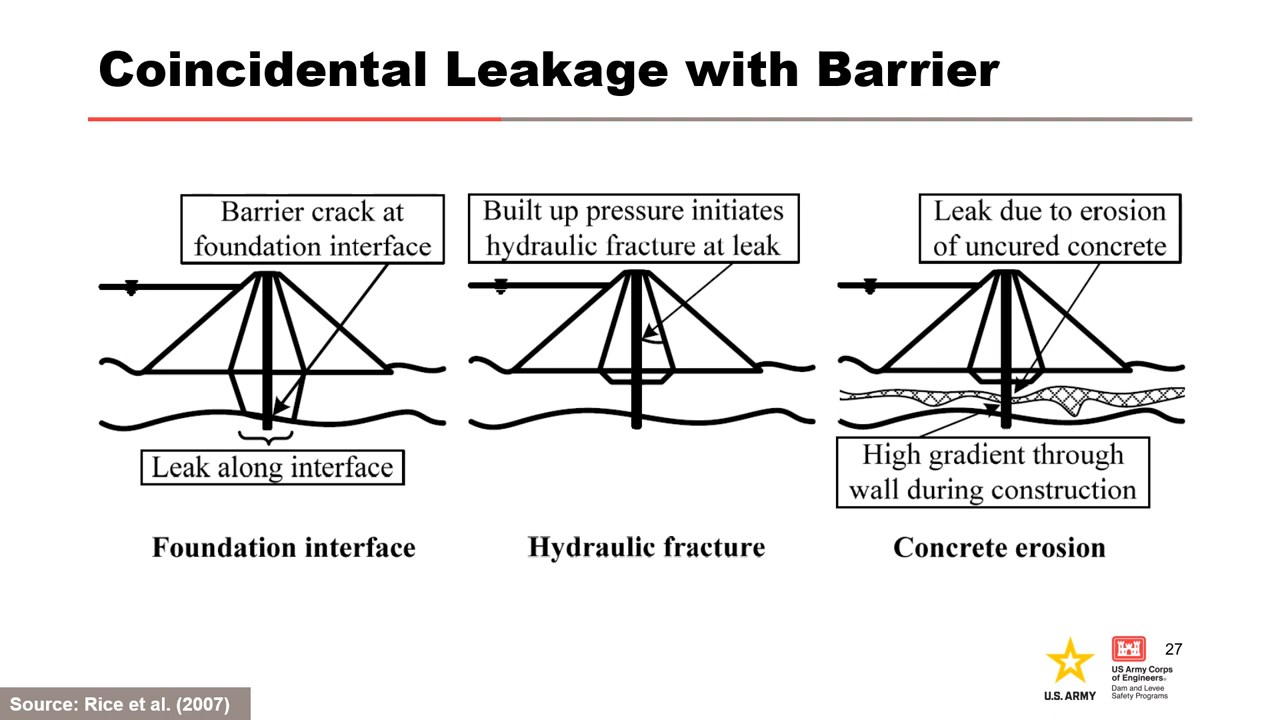 Coincidental Leakage with Barrier
Barrier crack at
foundation interface
Leak along interface
Foundation interface
Built up pressure initiates
hydraulic fracture at leak
Hydraulic fracture
Leak due to erosion
of uncured concrete
High gradient through
wall during construction
Concrete erosion
U.S. ARMY
US Army Corps
of Engineers®
Dam and Levee
Safety Programs
27
Source: Rice et al. (2007)